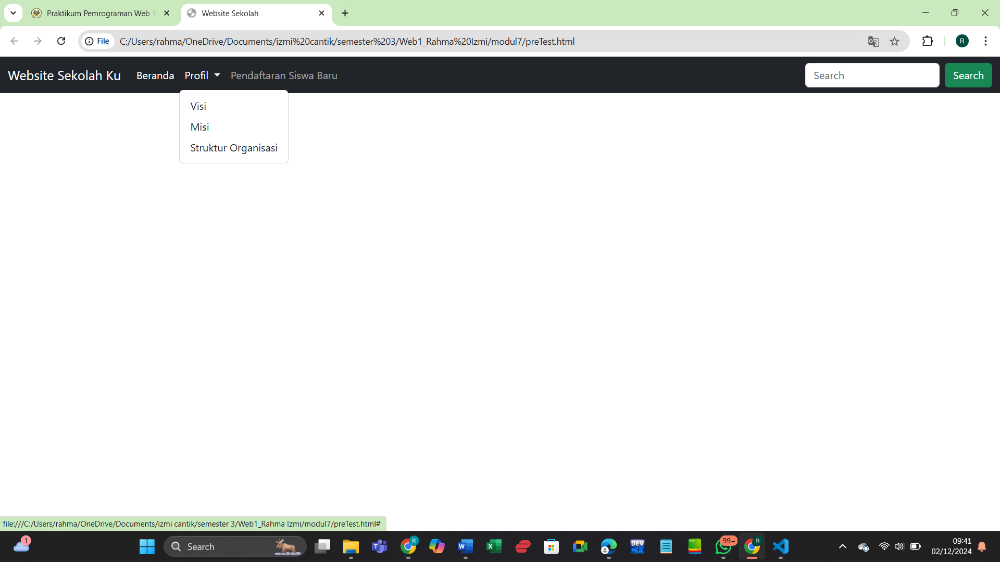 Praktikum Pemrograman Web 1
Website Sekolah
File
C:/Users/rahma/OneDrive/Documents/izmi%20cantik/semester%203/Web1_Rahma%20Izmi/modul7/preTest.html
R
Website Sekolah Ku
Beranda
Profil
Pendaftaran Siswa Baru
Search
Search
Visi
Misi
Struktur Organisasi
file:///C:/Users/rahma/OneDrive/Documents/izmi cantik/semester 3/Web1_Rahma Izmi/modul7/preTest.html#
1
Search
R
DEV
C++
99+
R
09:41
02/12/2024